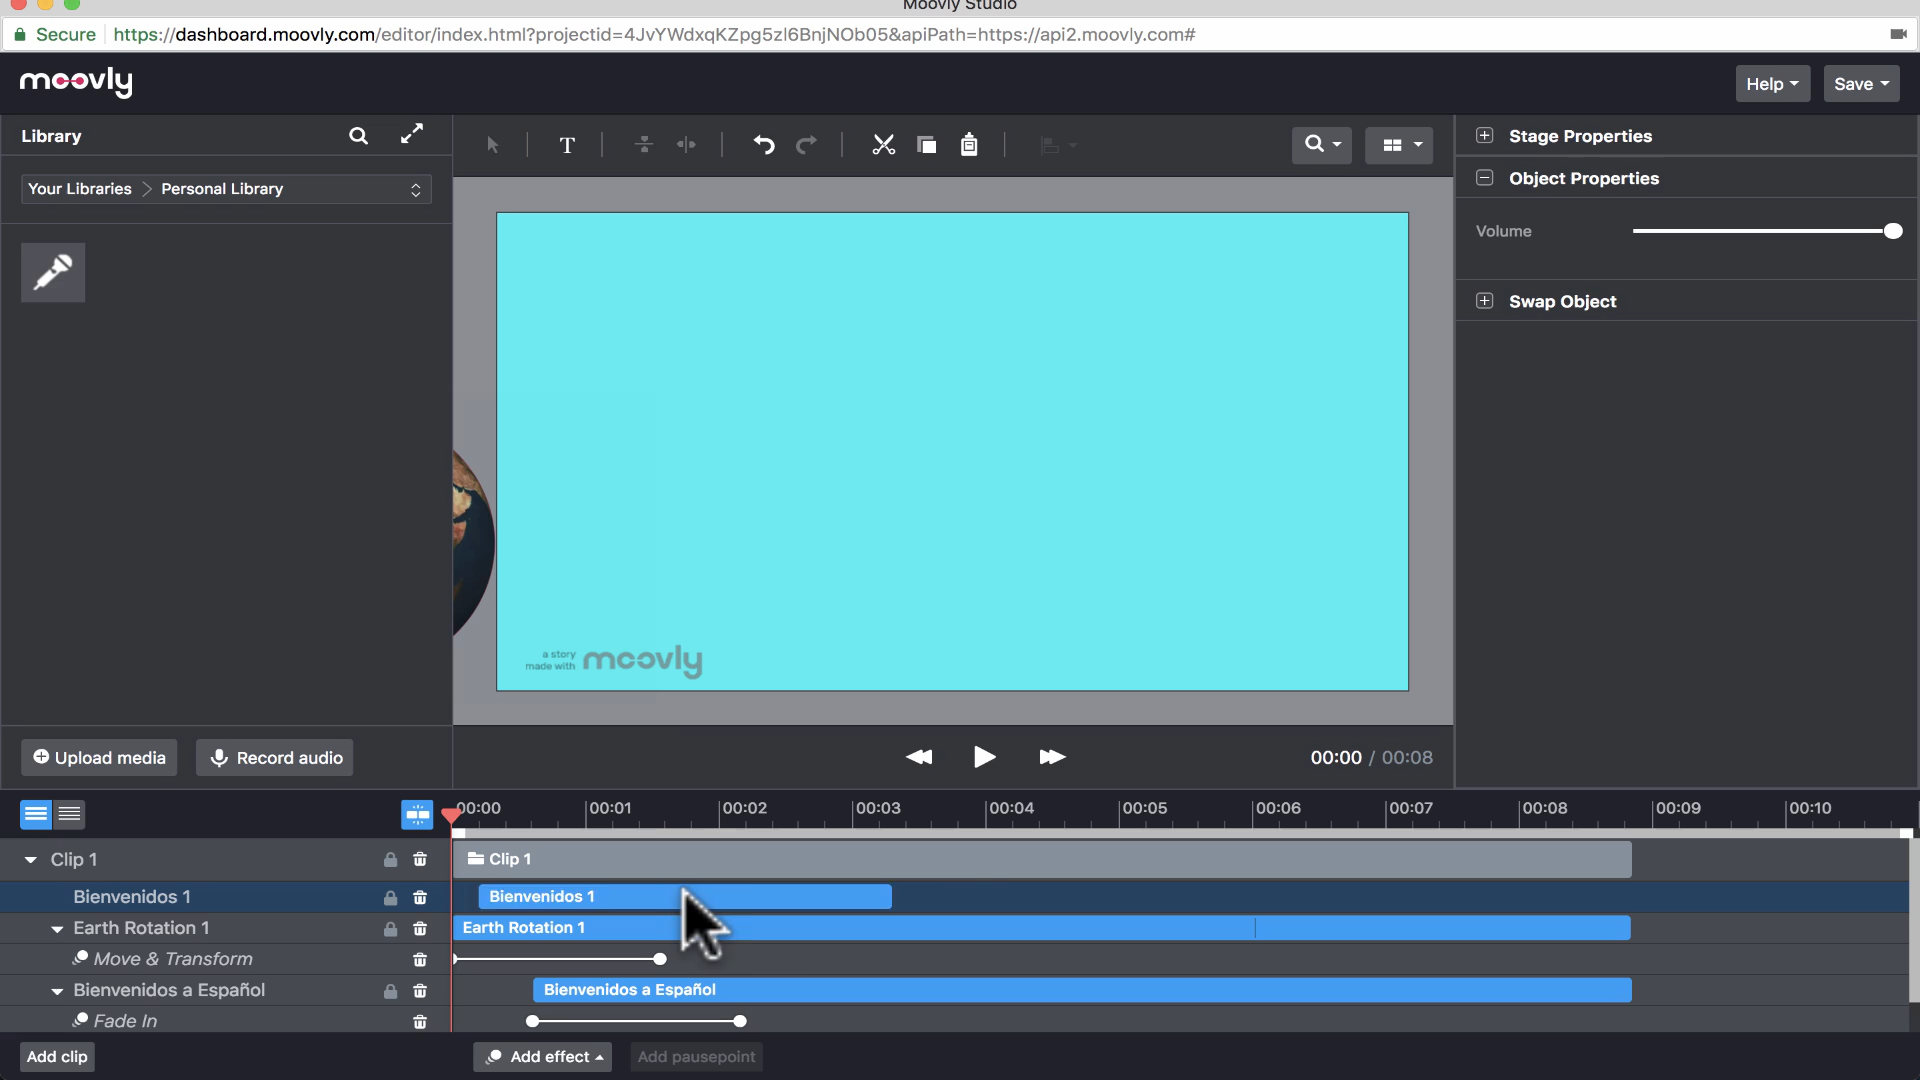 Moovly Studio
Secure https://dashboard.moovly.com/editor/index.html?projectid=4JvYWdxqKZpg5zl6BnjNOb05&apiPath=https://api2.moovly.com#
moovly
Help
Save
Library
T
Stage Properties
Your Libraries Personal Library
Object Properties
Volume
Swap Object
a story
made with moovly
Upload media
Record audio
00:00 / 00:08
00:00 00:01 00:02 00:03 00:04 00:05 00:06 00:07 00:08 00:09 00:10
Clip 1
Clip 1
Bienvenidos 1
Bienvenidos 1
Earth Rotation 1
Earth Rotation 1
Move & Transform
Bienvenidos a Español
Bienvenidos a Español
Fade In
Add clip
Add effect
Add pausepoint